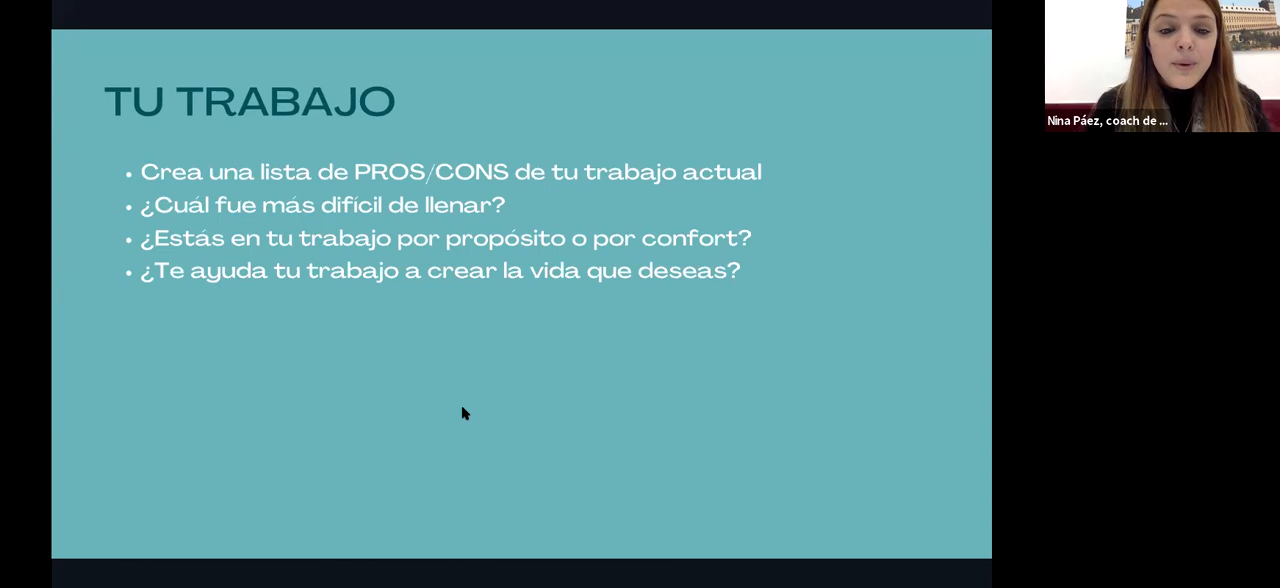 TU TRABAJO
• Crea una lista de PROS/CONS de tu trabajo actual
• ¿Cuál fue más difícil de llenar?
• ¿Estás en tu trabajo por propósito o por confort?
• ¿Te ayuda tu trabajo a crear la vida que deseas?
Nina Páez, coach de ...